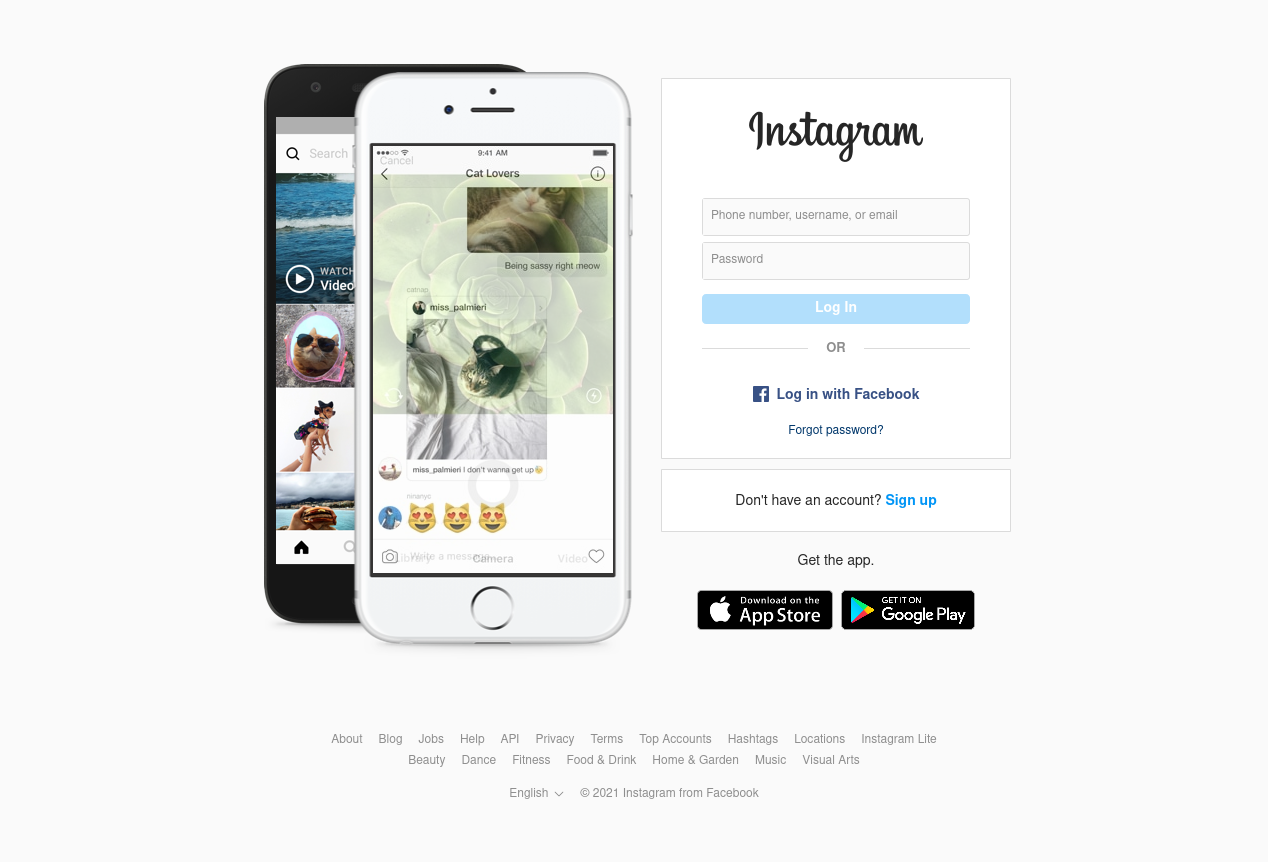 Search
WATCH
Video
9:41 AM
Cancel
Cat Lovers
Being sassy right meow
catnan
miss_palmieri
miss_palmieri I don't wanna get up
ninanyc
Write a message...
Library
Camera
Video
Instagram
Phone number, username, or email
Password
Log In
OR
Log in with Facebook
Forgot password?
Don't have an account? Sign up
Get the app.
Download on the
App Store
GET IT ON
Google Play
About Blog Jobs Help API Privacy Terms Top Accounts Hashtags Locations Instagram Lite
Beauty Dance Fitness Food & Drink Home & Garden Music Visual Arts
English © 2021 Instagram from Facebook